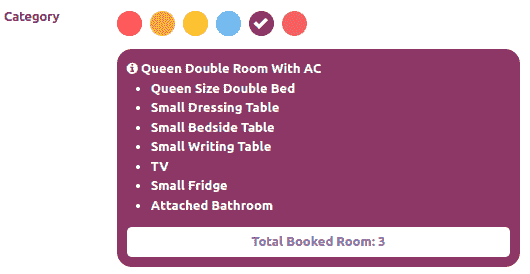 Category
Queen Double Room With AC
Queen Size Double Bed
Small Dressing Table
Small Bedside Table
Small Writing Table
TV
Small Fridge
Attached Bathroom
Total Booked Room: 3